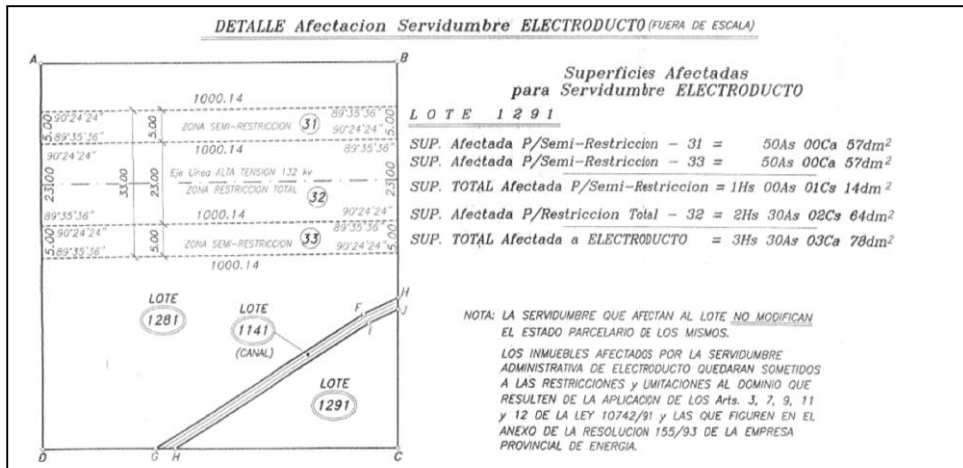 DETALLE Afectacion Servidumbre ELECTRODUCTO (FUERA DE ESCALA)
A
B
1000.14
5.00
90°24'24"
89°35'36"
5.00
ZONA SEMI-RESTRICCION 31
89°35'36"
90°24'24"
5.00
1000.14
90°24'24"
89°35'36"
23.00
33.00
23.00
Eje Linea ALTA TENSION 132 kv
ZONA RESTRICCION TOTAL
32
23.00
89°35'36"
90°24'24"
1000.14
5.00
90°24'24"
89°35'36"
5.00
ZONA SEMI-RESTRICCION 33
89°35'36"
90°24'24"
5.00
1000.14
LOTE
1281
LOTE
1141
(CANAL)
LOTE
1291
F
H
J
I
D
G
H
C
Superficies Afectadas
para Servidumbre ELECTRODUCTO
LOTE 1291
SUP. Afectada P/Semi-Restriccion - 31 = 50As 00Ca 57dm²
SUP. Afectada P/Semi-Restriccion - 33 = 50As 00Ca 57dm²
SUP. TOTAL Afectada P/Semi-Restriccion = 1Hs 00As 01Cs 14dm²
SUP. Afectada P/Restriccion Total - 32 = 2Hs 30As 02Cs 64dm²
SUP. TOTAL Afectada a ELECTRODUCTO = 3Hs 30As 03Ca 78dm²
NOTA: LA SERVIDUMBRE QUE AFECTAN AL LOTE NO MODIFICAN
EL ESTADO PARCELARIO DE LOS MISMOS.
LOS INMUEBLES AFECTADOS POR LA SERVIDUMBRE
ADMINISTRATIVA DE ELECTRODUCTO QUEDARAN SOMETIDOS
A LAS RESTRICCIONES y LIMITACIONES AL DOMINIO QUE
RESULTEN DE LA APLICACION DE LOS Arts. 3, 7, 9, 11
y 12 DE LA LEY 10742/91 y LAS QUE FIGUREN EN EL
ANEXO DE LA RESOLUCION 155/93 DE LA EMPRESA
PROVINCIAL DE ENERGIA.